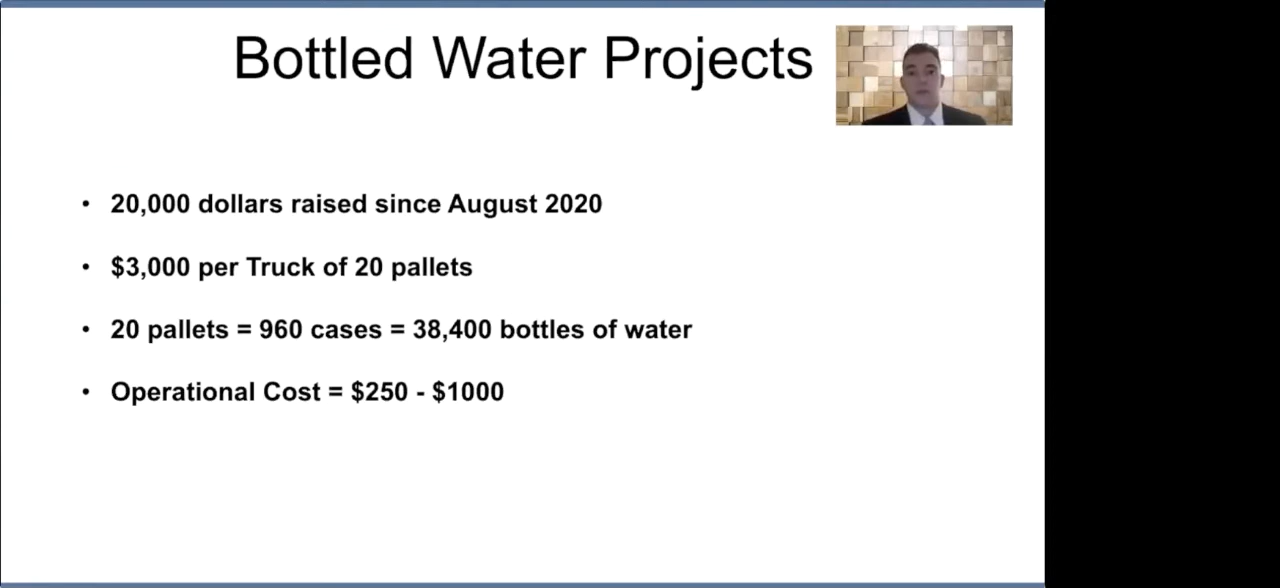 Bottled Water Projects
• 20,000 dollars raised since August 2020
• $3,000 per Truck of 20 pallets
• 20 pallets = 960 cases = 38,400 bottles of water
• Operational Cost = $250 - $1000